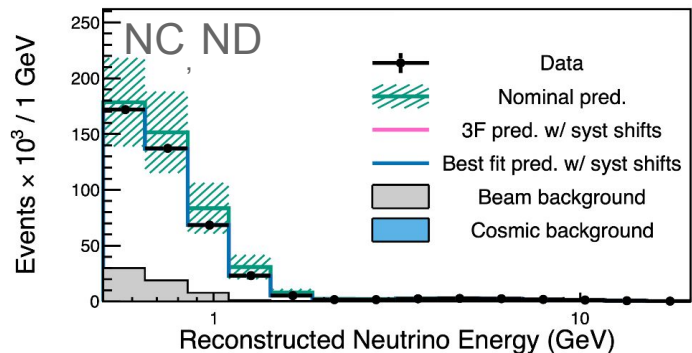 NC, ND
Events × 10³ / 1 GeV
250
200
150
100
50
0
Data
Nominal pred.
3F pred. w/ syst shifts
Best fit pred. w/ syst shifts
Beam background
Cosmic background
1
10
Reconstructed Neutrino Energy (GeV)